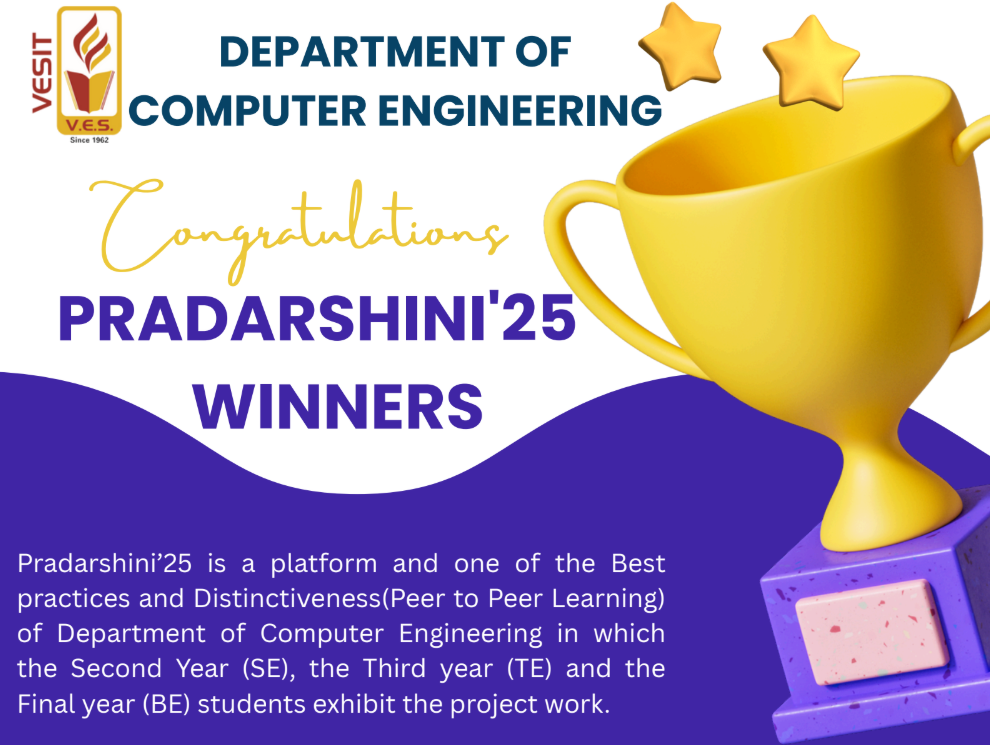 VESIT
V.E.S.
Since 1962
DEPARTMENT OF
COMPUTER ENGINEERING
Congratulations
PRADARSHINI'25
WINNERS
Pradarshini’25 is a platform and one of the Best
practices and Distinctiveness(Peer to Peer Learning)
of Department of Computer Engineering in which
the Second Year (SE), the Third year (TE) and the
Final year (BE) students exhibit the project work.